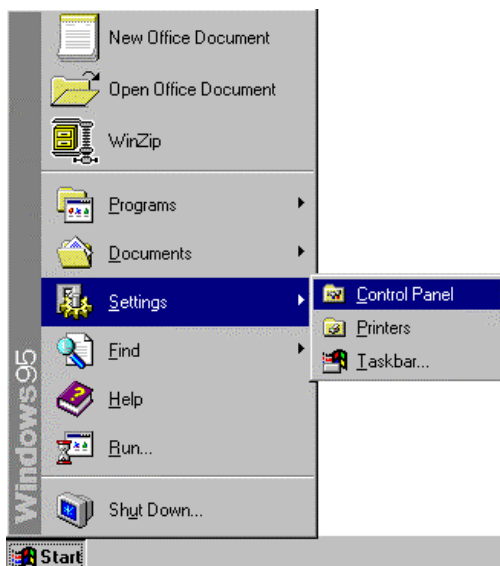 New Office Document
Open Office Document
WinZip
Programs
Documents
Settings
Find
Help
Run...
Shut Down...
Control Panel
Printers
Taskbar...
Windows95
Start